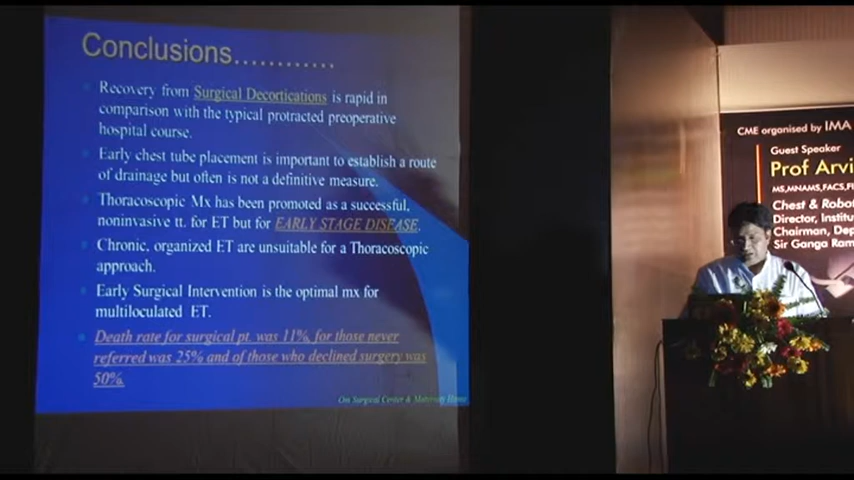 Conclusions............
Recovery from Surgical Decortications is rapid in
comparison with the typical protracted preoperative
hospital course.
Early chest tube placement is important to establish a route
of drainage but often is not a definitive measure.
Thoracoscopic Mx has been promoted as a successful,
noninvasive tt. for ET but for EARLY STAGE DISEASE.
Chronic, organized ET are unsuitable for a Thoracoscopic
approach.
Early Surgical Intervention is the optimal mx for
multiloculated ET.
Death rate for surgical pt. was 11%, for those never
referred was 25% and of those who declined surgery was
50%.
Om Surgical Center & Maternity Home
CME organised by IMA
Guest Speaker
Prof Arvi
MS, MNAMS, FACS, FI
Chest & Robo
Director, Institu
Chairman, Dep
Sir Ganga Ram